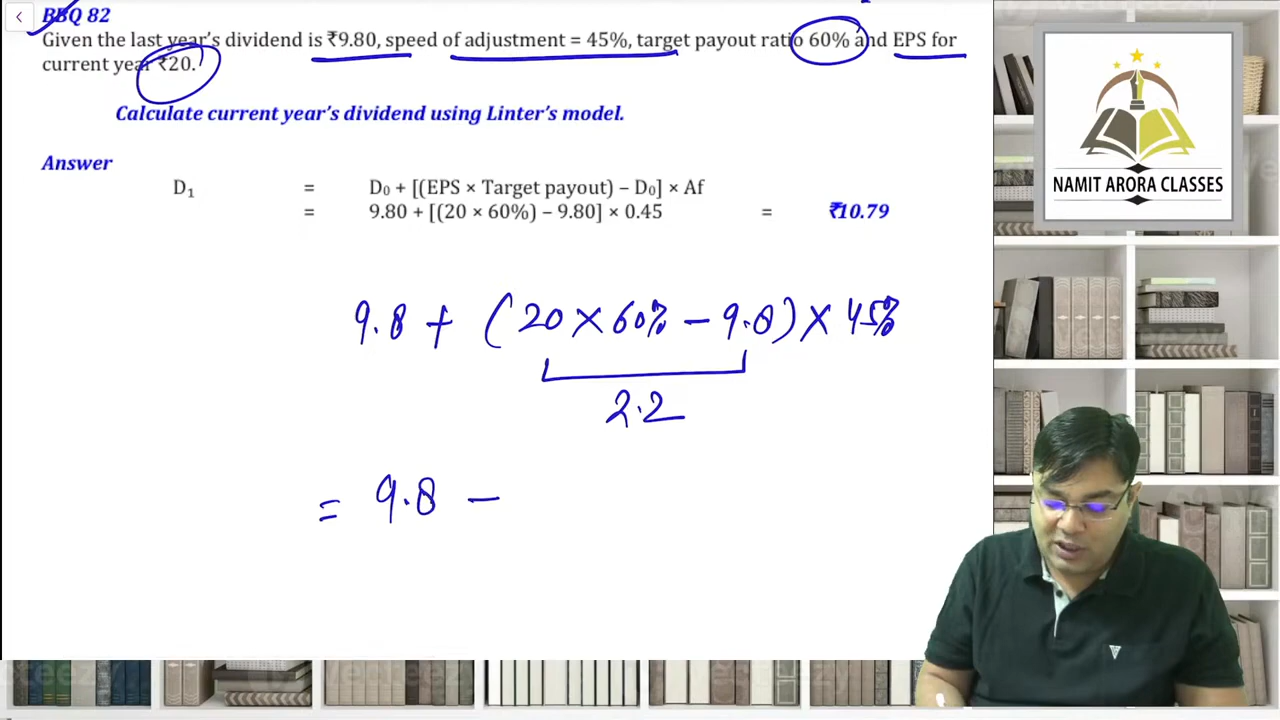 BBQ 82
Given the last year's dividend is ₹9.80, speed of adjustment = 45%, target payout ratio 60% and EPS for
current year ₹20.
Calculate current year's dividend using Linter's model.
Answer
D₁ = D₀ + [(EPS × Target payout) – D₀] × Af
= 9.80 + [(20 × 60%) – 9.80] × 0.45 = ₹10.79
9.8 + (20 × 60% – 9.8) × 45%
2.2
= 9.8 –
NAMIT ARORA CLASSES